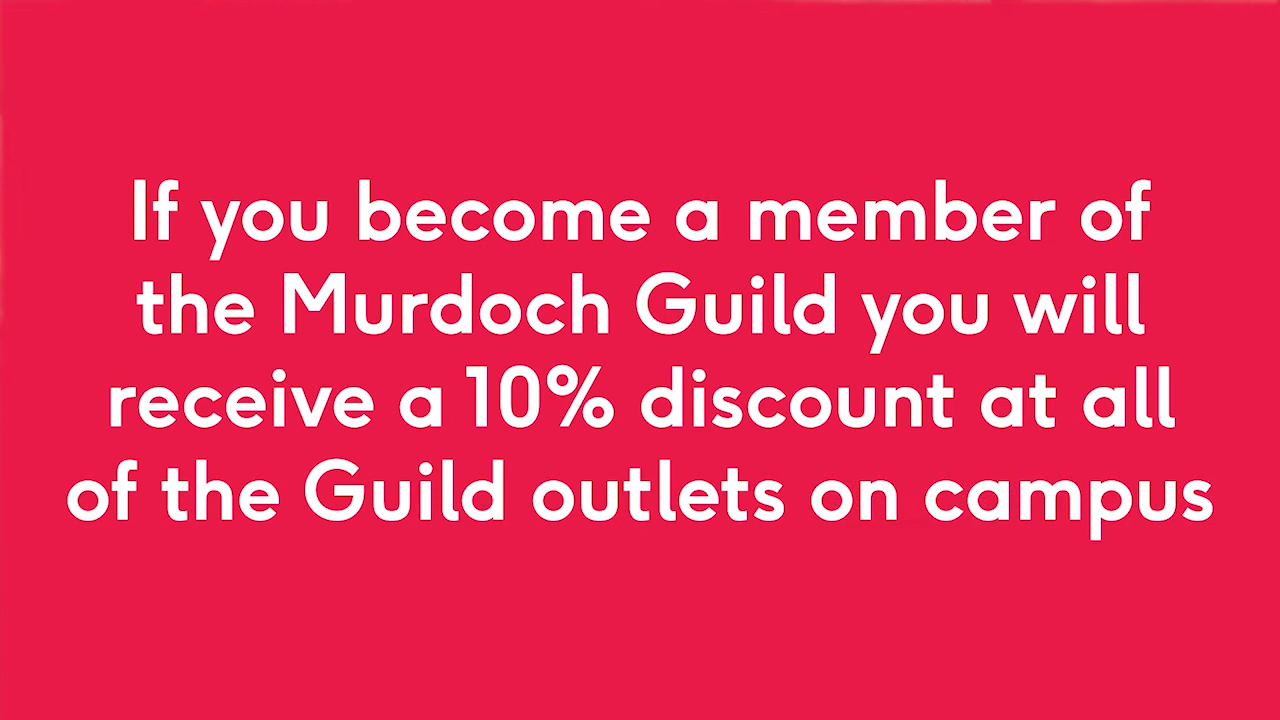 If you become a member of
the Murdoch Guild you will
receive a 10% discount at all
of the Guild outlets on campus